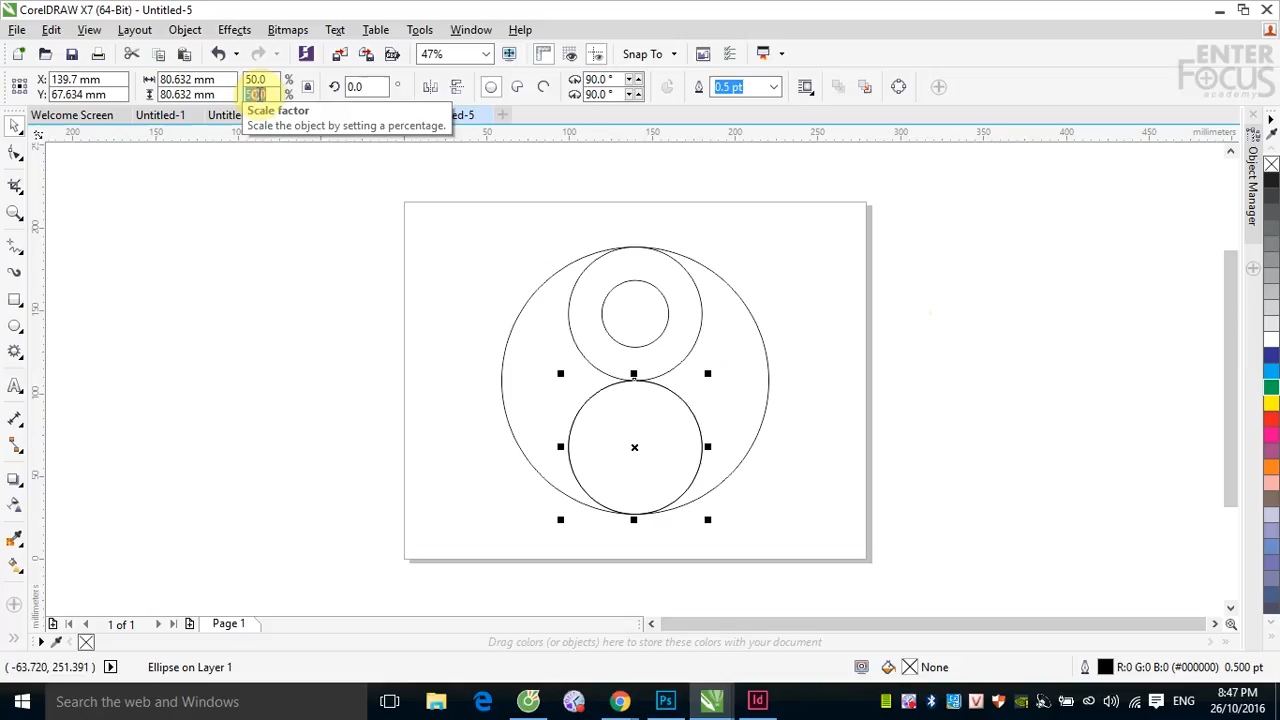 CorelDRAW X7 (64-Bit) - Untitled-5
File Edit View Layout Object Effects Bitmaps Text Table Tools Window Help
47% Snap To
ENTER
FOCUS
academy
X: 139.7 mm 80.632 mm 50.0 % 0.0 ° 90.0 ° 0.5 pt
Y: 67.634 mm 80.632 mm % 90.0 °
Scale factor
Scale the object by setting a percentage.
Welcome Screen Untitled-1
200 150 50 100 150 200 250 300 350 400 450 millimeters
200
150
100
50
0
millimeters
Object Manager
1 of 1 Page 1
Drag colors (or objects) here to store these colors with your document
( -63.720, 251.391 ) Ellipse on Layer 1 None R:0 G:0 B:0 (#000000) 0.500 pt
Search the web and Windows Ps Id ENG 8:47 PM
26/10/2016